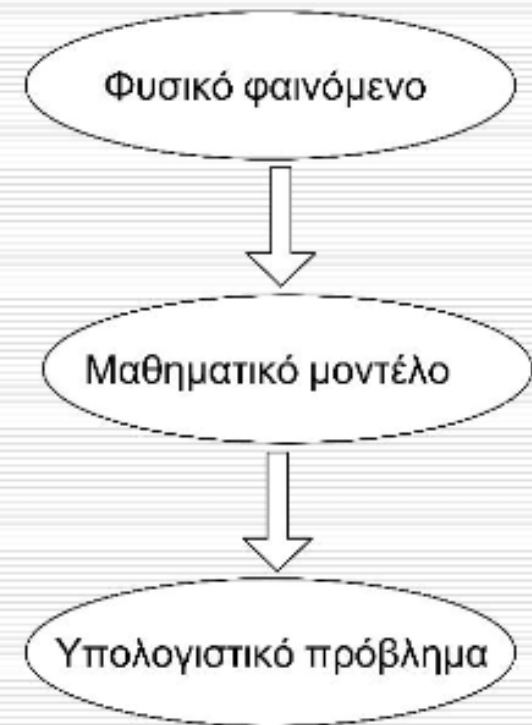 Φυσικό φαινόμενο
Μαθηματικό μοντέλο
Υπολογιστικό πρόβλημα